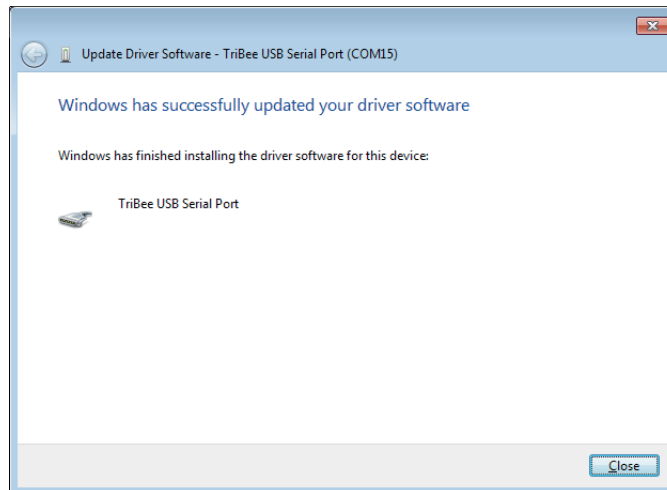 Update Driver Software - TriBee USB Serial Port (COM15)
Windows has successfully updated your driver software
Windows has finished installing the driver software for this device:
TriBee USB Serial Port
Close